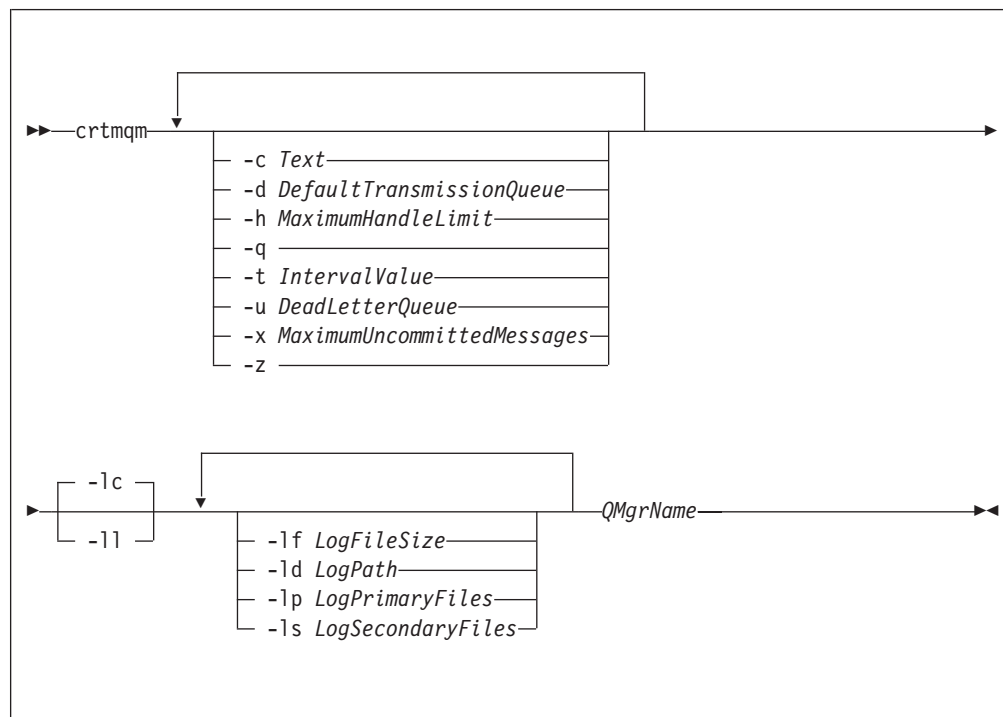 crtmqm
-c Text
-d DefaultTransmissionQueue
-h MaximumHandleLimit
-q
-t IntervalValue
-u DeadLetterQueue
-x MaximumUncommittedMessages
-z
-lc
-ll
-lf LogFileSize
-ld LogPath
-lp LogPrimaryFiles
-ls LogSecondaryFiles
QMgrName